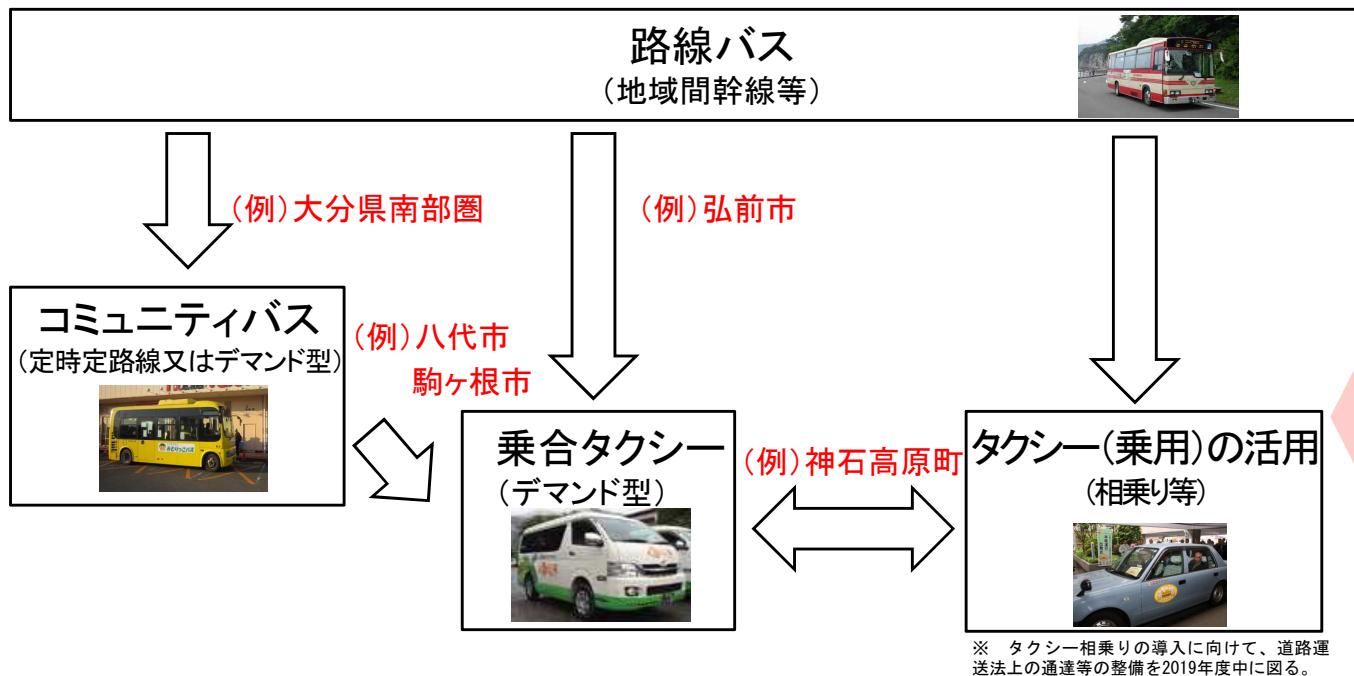 路線バス
（地域間幹線等）
（例）大分県南部圏
（例）弘前市
コミュニティバス
（定時定路線又はデマンド型）
（例）八代市
駒ヶ根市
乗合タクシー
（デマンド型）
（例）神石高原町
タクシー（乗用）の活用
（相乗り等）
※　タクシー相乗りの導入に向けて、道路運
送法上の通達等の整備を2019年度中に図る。